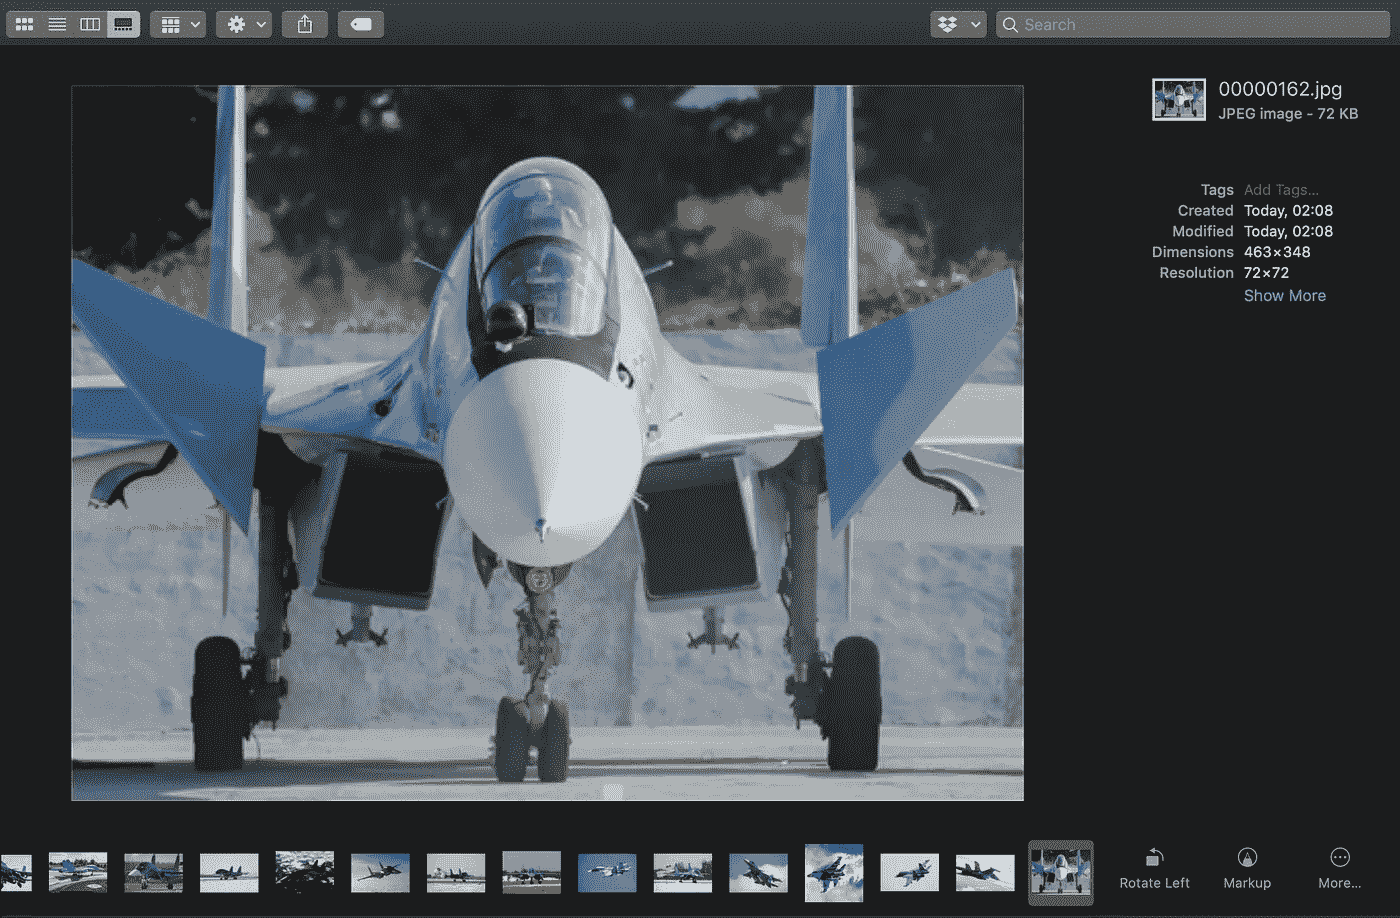 Search
00000162.jpg
JPEG image - 72 KB
Tags Add Tags...
Created Today, 02:08
Modified Today, 02:08
Dimensions 463×348
Resolution 72×72
Show More
Rotate Left
Markup
More...